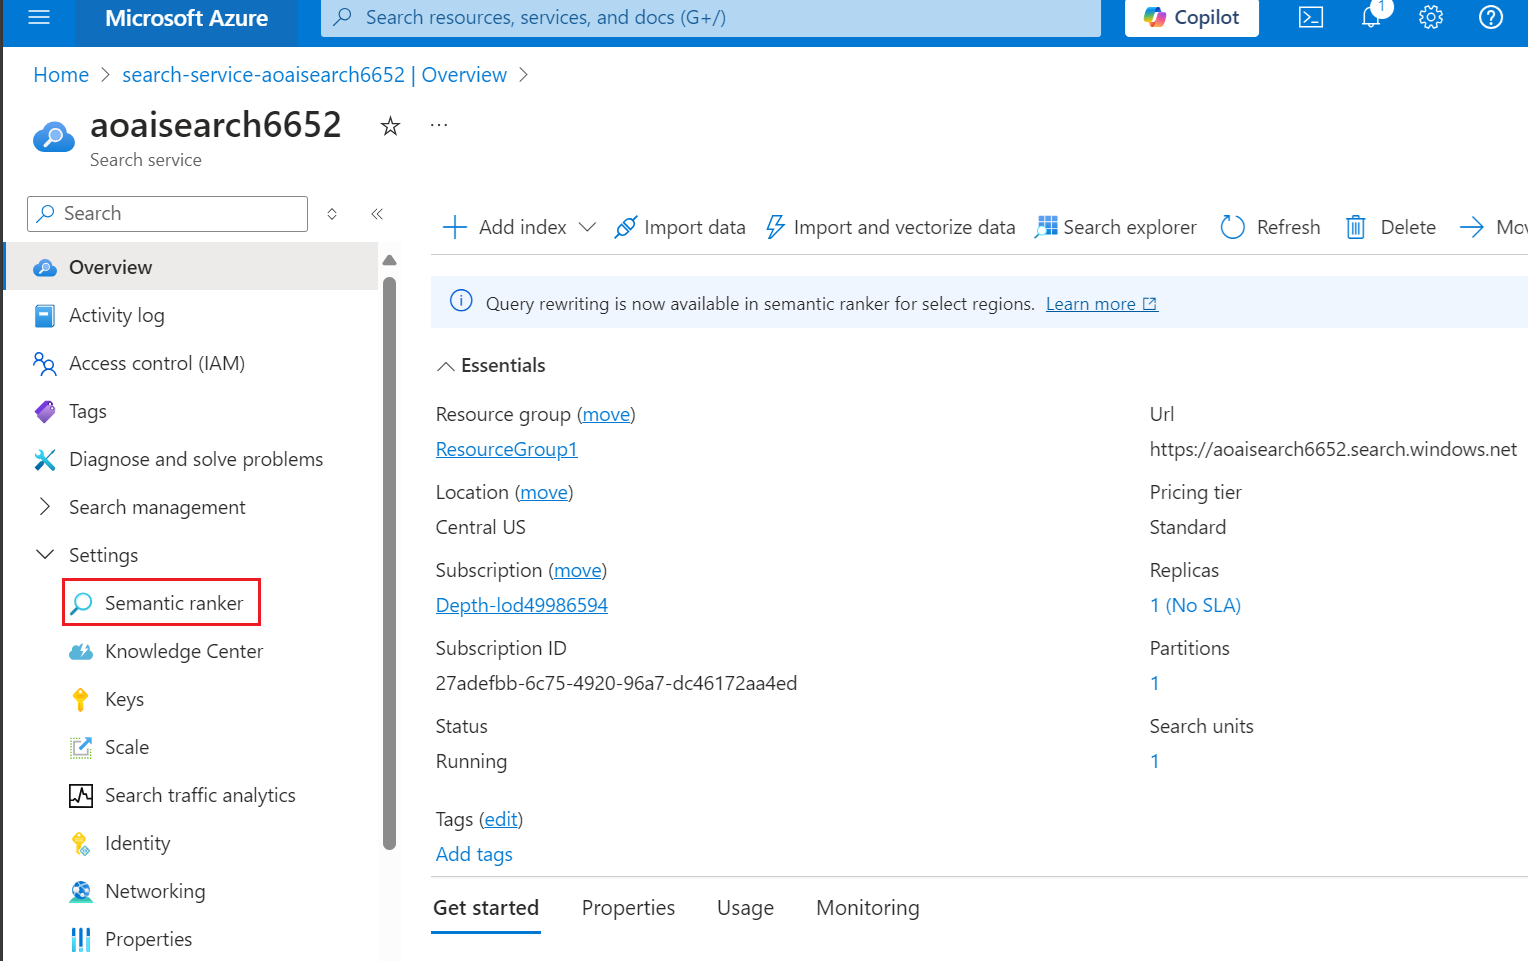 Microsoft Azure
Search resources, services, and docs (G+/)
Copilot
1
Home > search-service-aoaisearch6652 | Overview >
aoaisearch6652
Search service
Search
Add index
Import data
Import and vectorize data
Search explorer
Refresh
Delete
Mov
Overview
Activity log
Access control (IAM)
Tags
Diagnose and solve problems
Search management
Settings
Semantic ranker
Knowledge Center
Keys
Scale
Search traffic analytics
Identity
Networking
Properties
Query rewriting is now available in semantic ranker for select regions. Learn more
Essentials
Resource group (move)
ResourceGroup1
Location (move)
Central US
Subscription (move)
Depth-lod49986594
Subscription ID
27adefbb-6c75-4920-96a7-dc46172aa4ed
Status
Running
Url
https://aoaisearch6652.search.windows.net
Pricing tier
Standard
Replicas
1 (No SLA)
Partitions
1
Search units
1
Tags (edit)
Add tags
Get started
Properties
Usage
Monitoring